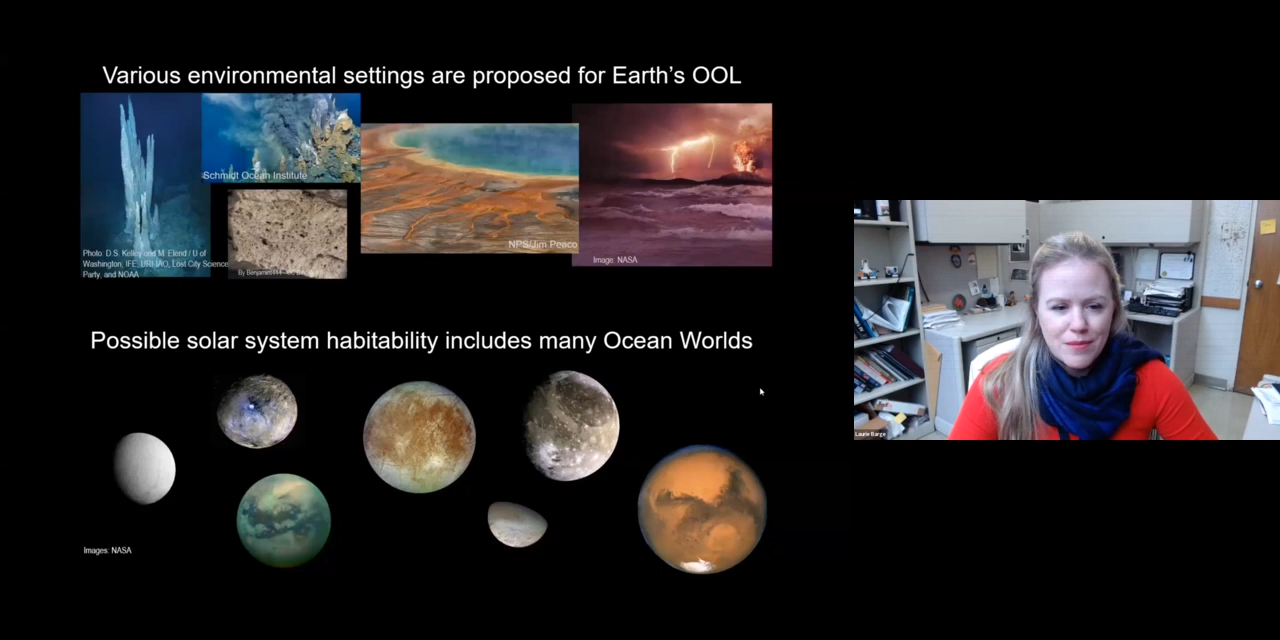 Various environmental settings are proposed for Earth's OOL
Schmidt Ocean Institute
Photo: D.S. Kelley and M. Elend / U of
Washington, IFE, URI-IAO, Lost City Science
Party, and NOAA
By Benjamint444
NPS/Jim Peaco
Image: NASA
Possible solar system habitability includes many Ocean Worlds
Images: NASA
Laurie Barge